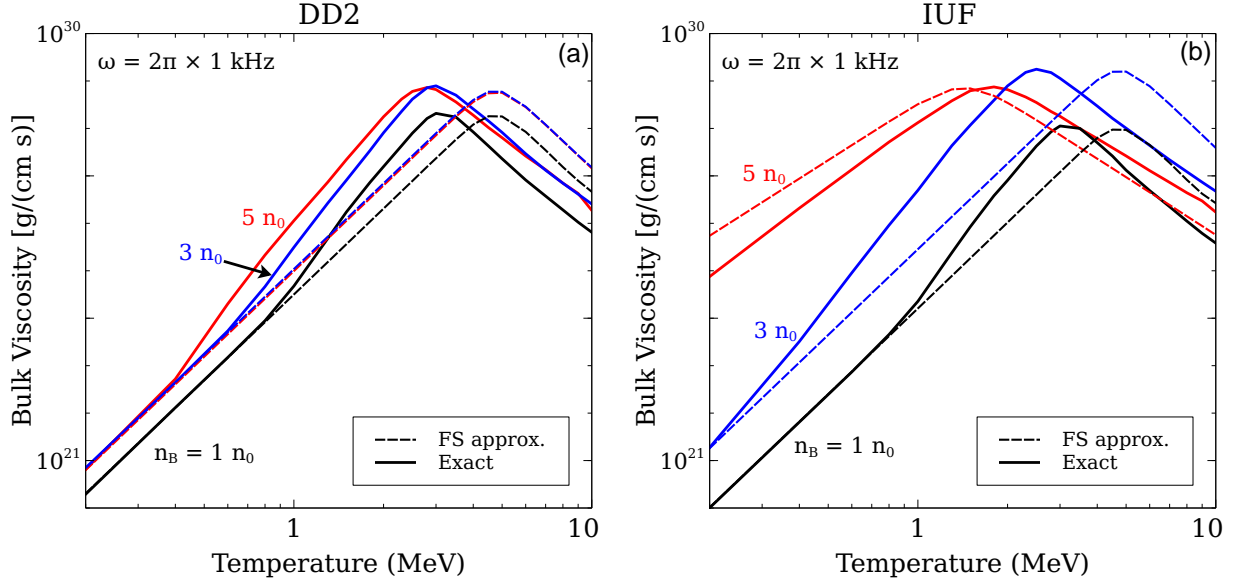 DD2
IUF
Bulk Viscosity [g/(cm s)]
10^30
10^21
ω = 2π × 1 kHz
(a)
5 n₀
3 n₀
n_B = 1 n₀
FS approx.
Exact
1
10
Temperature (MeV)
Bulk Viscosity [g/(cm s)]
10^30
10^21
ω = 2π × 1 kHz
(b)
5 n₀
3 n₀
n_B = 1 n₀
FS approx.
Exact
1
10
Temperature (MeV)